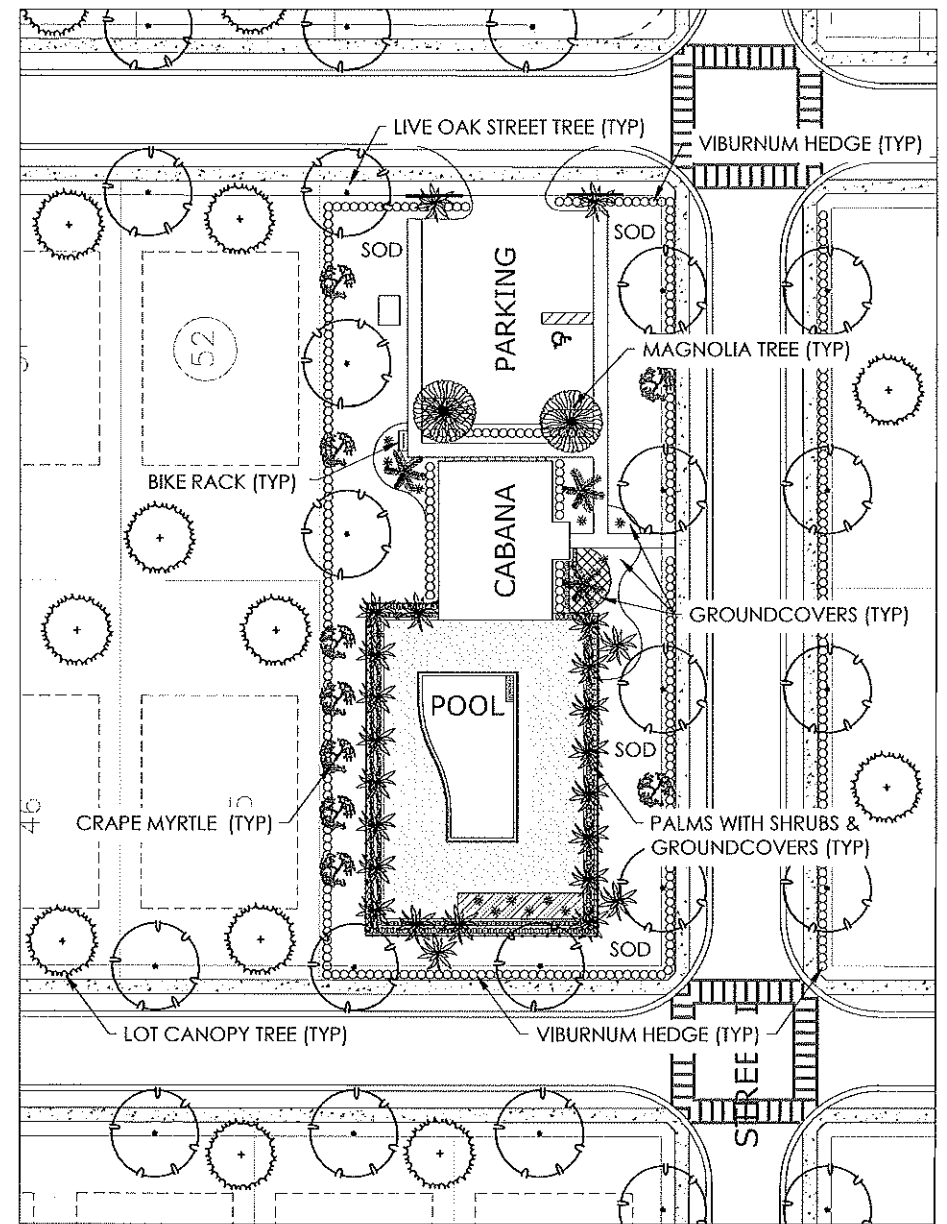 LIVE OAK STREET TREE (TYP)
VIBURNUM HEDGE (TYP)
SOD
SOD
PARKING
52
MAGNOLIA TREE (TYP)
BIKE RACK (TYP)
CABANA
GROUNDCOVERS (TYP)
POOL
SOD
46
CRAPE MYRTLE (TYP)
PALMS WITH SHRUBS &
GROUNDCOVERS (TYP)
SOD
LOT CANOPY TREE (TYP)
VIBURNUM HEDGE (TYP)